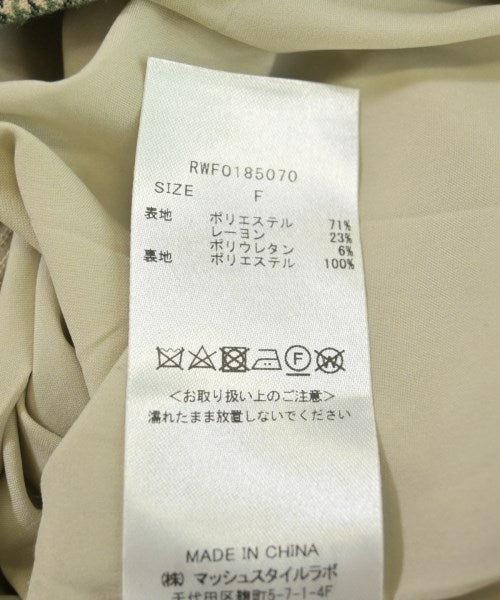 RWFO185070
SIZE F
表地 ポリエステル 71%
レーヨン 23%
ポリウレタン 6%
裏地 ポリエステル 100%
<お取り扱い上のご注意>
濡れたまま放置しないでください
MADE IN CHINA
(株) マッシュスタイルラボ
千代田区麹町5-7-1-4F